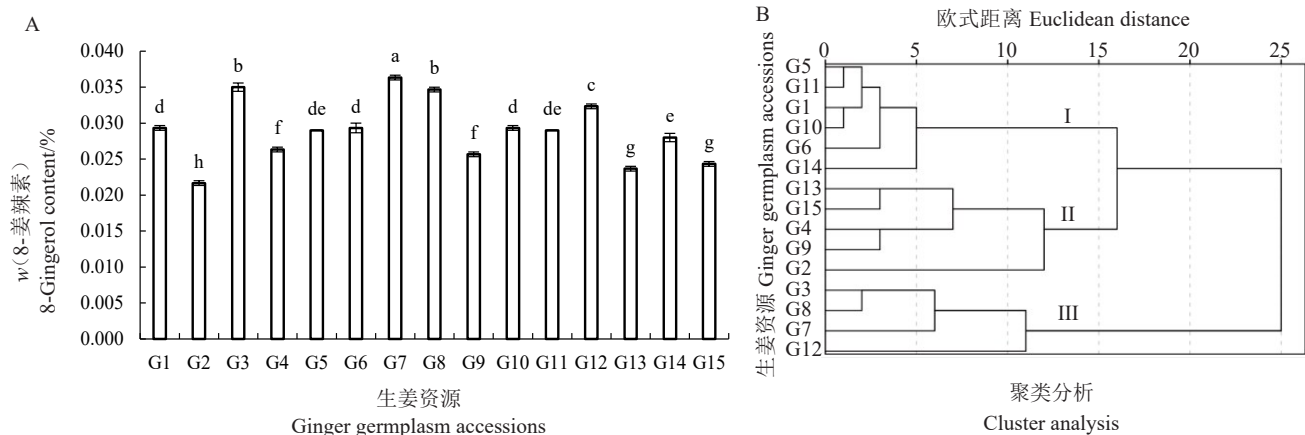 A
w（8-姜辣素）
8-Gingerol content/%
0.040
0.035
0.030
0.025
0.020
0.015
0.010
0.005
0.000
d h b f de d a b f d de c g e g
G1 G2 G3 G4 G5 G6 G7 G8 G9 G10 G11 G12 G13 G14 G15
生姜资源
Ginger germplasm accessions
B
欧式距离 Euclidean distance
0 5 10 15 20 25
生姜资源 Ginger germplasm accessions
G5
G11
G1
G10
G6
G14
G13
G15
G4
G9
G2
G3
G8
G7
G12
I
II
III
聚类分析
Cluster analysis